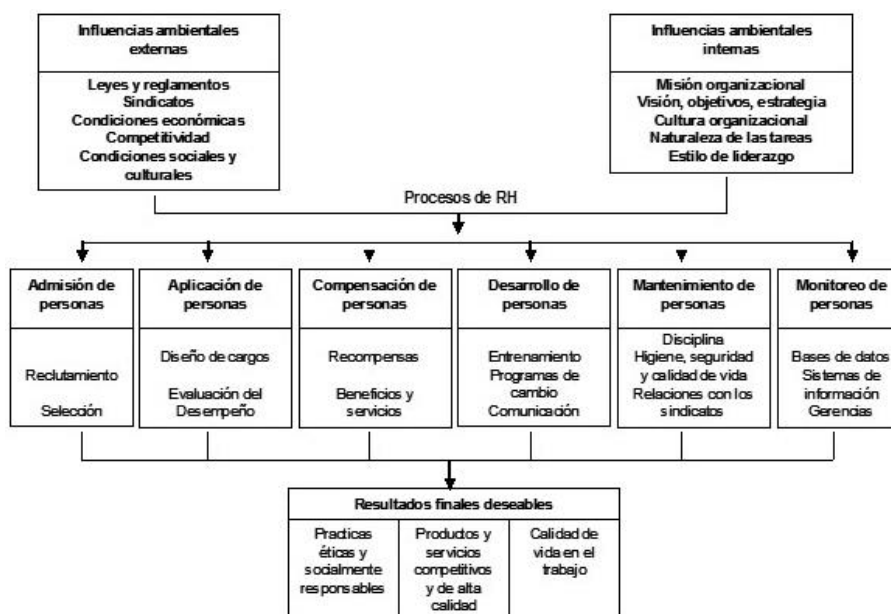 Influencias ambientales
externas
Leyes y reglamentos
Sindicatos
Condiciones económicas
Competitividad
Condiciones sociales y
culturales
Influencias ambientales
internas
Misión organizacional
Visión, objetivos, estrategia
Cultura organizacional
Naturaleza de las tareas
Estilo de liderazgo
Procesos de RH
Admisión de
personas
Reclutamiento
Selección
Aplicación de
personas
Diseño de cargos
Evaluación del
Desempeño
Compensación de
personas
Recompensas
Beneficios y
servicios
Desarrollo de
personas
Entrenamiento
Programas de
cambio
Comunicación
Mantenimiento de
personas
Disciplina
Higiene, seguridad
y calidad de vida
Relaciones con los
sindicatos
Monitoreo de
personas
Bases de datos
Sistemas de
información
Gerencias
Resultados finales deseables
Practicas
éticas y
socialmente
responsables
Productos y
servicios
competitivos
y de alta
calidad
Calidad de
vida en el
trabajo